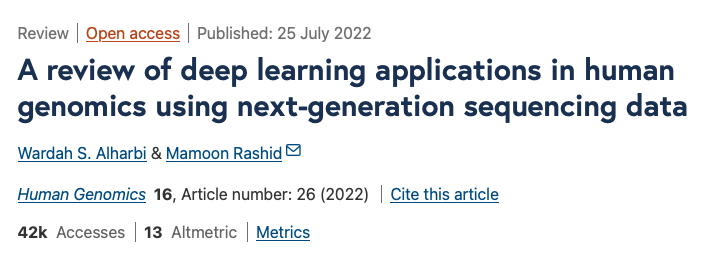 Review | Open access | Published: 25 July 2022
A review of deep learning applications in human
genomics using next-generation sequencing data
Wardah S. Alharbi & Mamoon Rashid
Human Genomics 16, Article number: 26 (2022) | Cite this article
42k Accesses | 13 Altmetric | Metrics